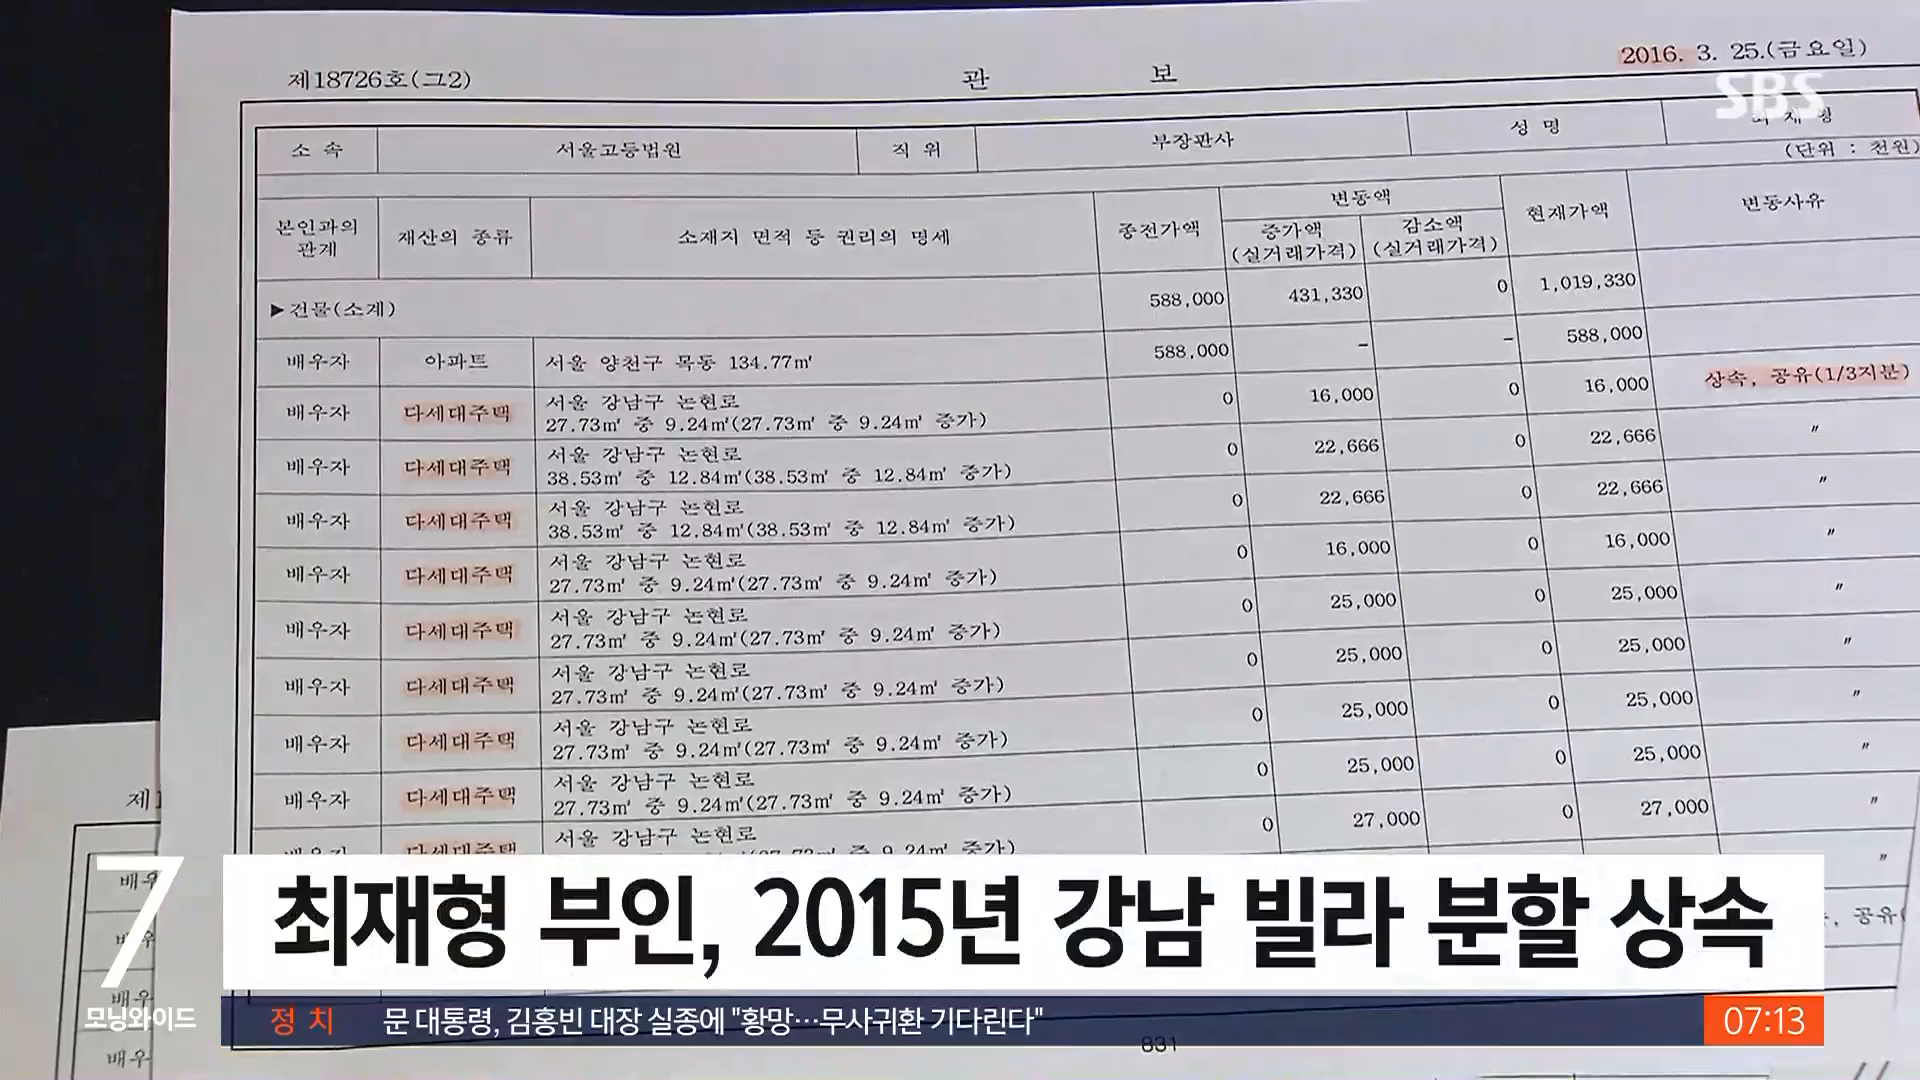 제18726호(그2) 관 보 2016. 3. 25.(금요일)
SBS
소 속 서울고등법원 직 위 부장판사 성 명
(단위 : 천원)
본인과의 관계 재산의 종류 소재지 면적 등 권리의 명세 종전가액 변동액 현재가액 변동사유
증가액 (실거래가격) 감소액 (실거래가격)
▶건물(소계) 588,000 431,330 0 1,019,330
배우자 아파트 서울 양천구 목동 134.77㎡ 588,000 - - 588,000
배우자 다세대주택 서울 강남구 논현로 0 16,000 0 16,000 상속, 공유(1/3지분)
27.73㎡ 중 9.24㎡(27.73㎡ 중 9.24㎡ 증가)
배우자 다세대주택 서울 강남구 논현로 0 22,666 0 22,666 〃
38.53㎡ 중 12.84㎡(38.53㎡ 중 12.84㎡ 증가)
배우자 다세대주택 서울 강남구 논현로 0 22,666 0 22,666 〃
38.53㎡ 중 12.84㎡(38.53㎡ 중 12.84㎡ 증가)
배우자 다세대주택 서울 강남구 논현로 0 16,000 0 16,000 〃
27.73㎡ 중 9.24㎡(27.73㎡ 중 9.24㎡ 증가)
배우자 다세대주택 서울 강남구 논현로 0 25,000 0 25,000 〃
27.73㎡ 중 9.24㎡(27.73㎡ 중 9.24㎡ 증가)
배우자 다세대주택 서울 강남구 논현로 0 25,000 0 25,000 〃
27.73㎡ 중 9.24㎡(27.73㎡ 중 9.24㎡ 증가)
배우자 다세대주택 서울 강남구 논현로 0 25,000 0 25,000 〃
27.73㎡ 중 9.24㎡(27.73㎡ 중 9.24㎡ 증가)
배우자 다세대주택 서울 강남구 논현로 0 25,000 0 25,000 〃
27.73㎡ 중 9.24㎡(27.73㎡ 중 9.24㎡ 증가)
서울 강남구 논현로 0 27,000 0 27,000 〃
〃
7
모닝와이드
최재형 부인, 2015년 강남 빌라 분할 상속
정 치 문 대통령, 김홍빈 대장 실종에 "황망…무사귀환 기다린다" 07:13
831